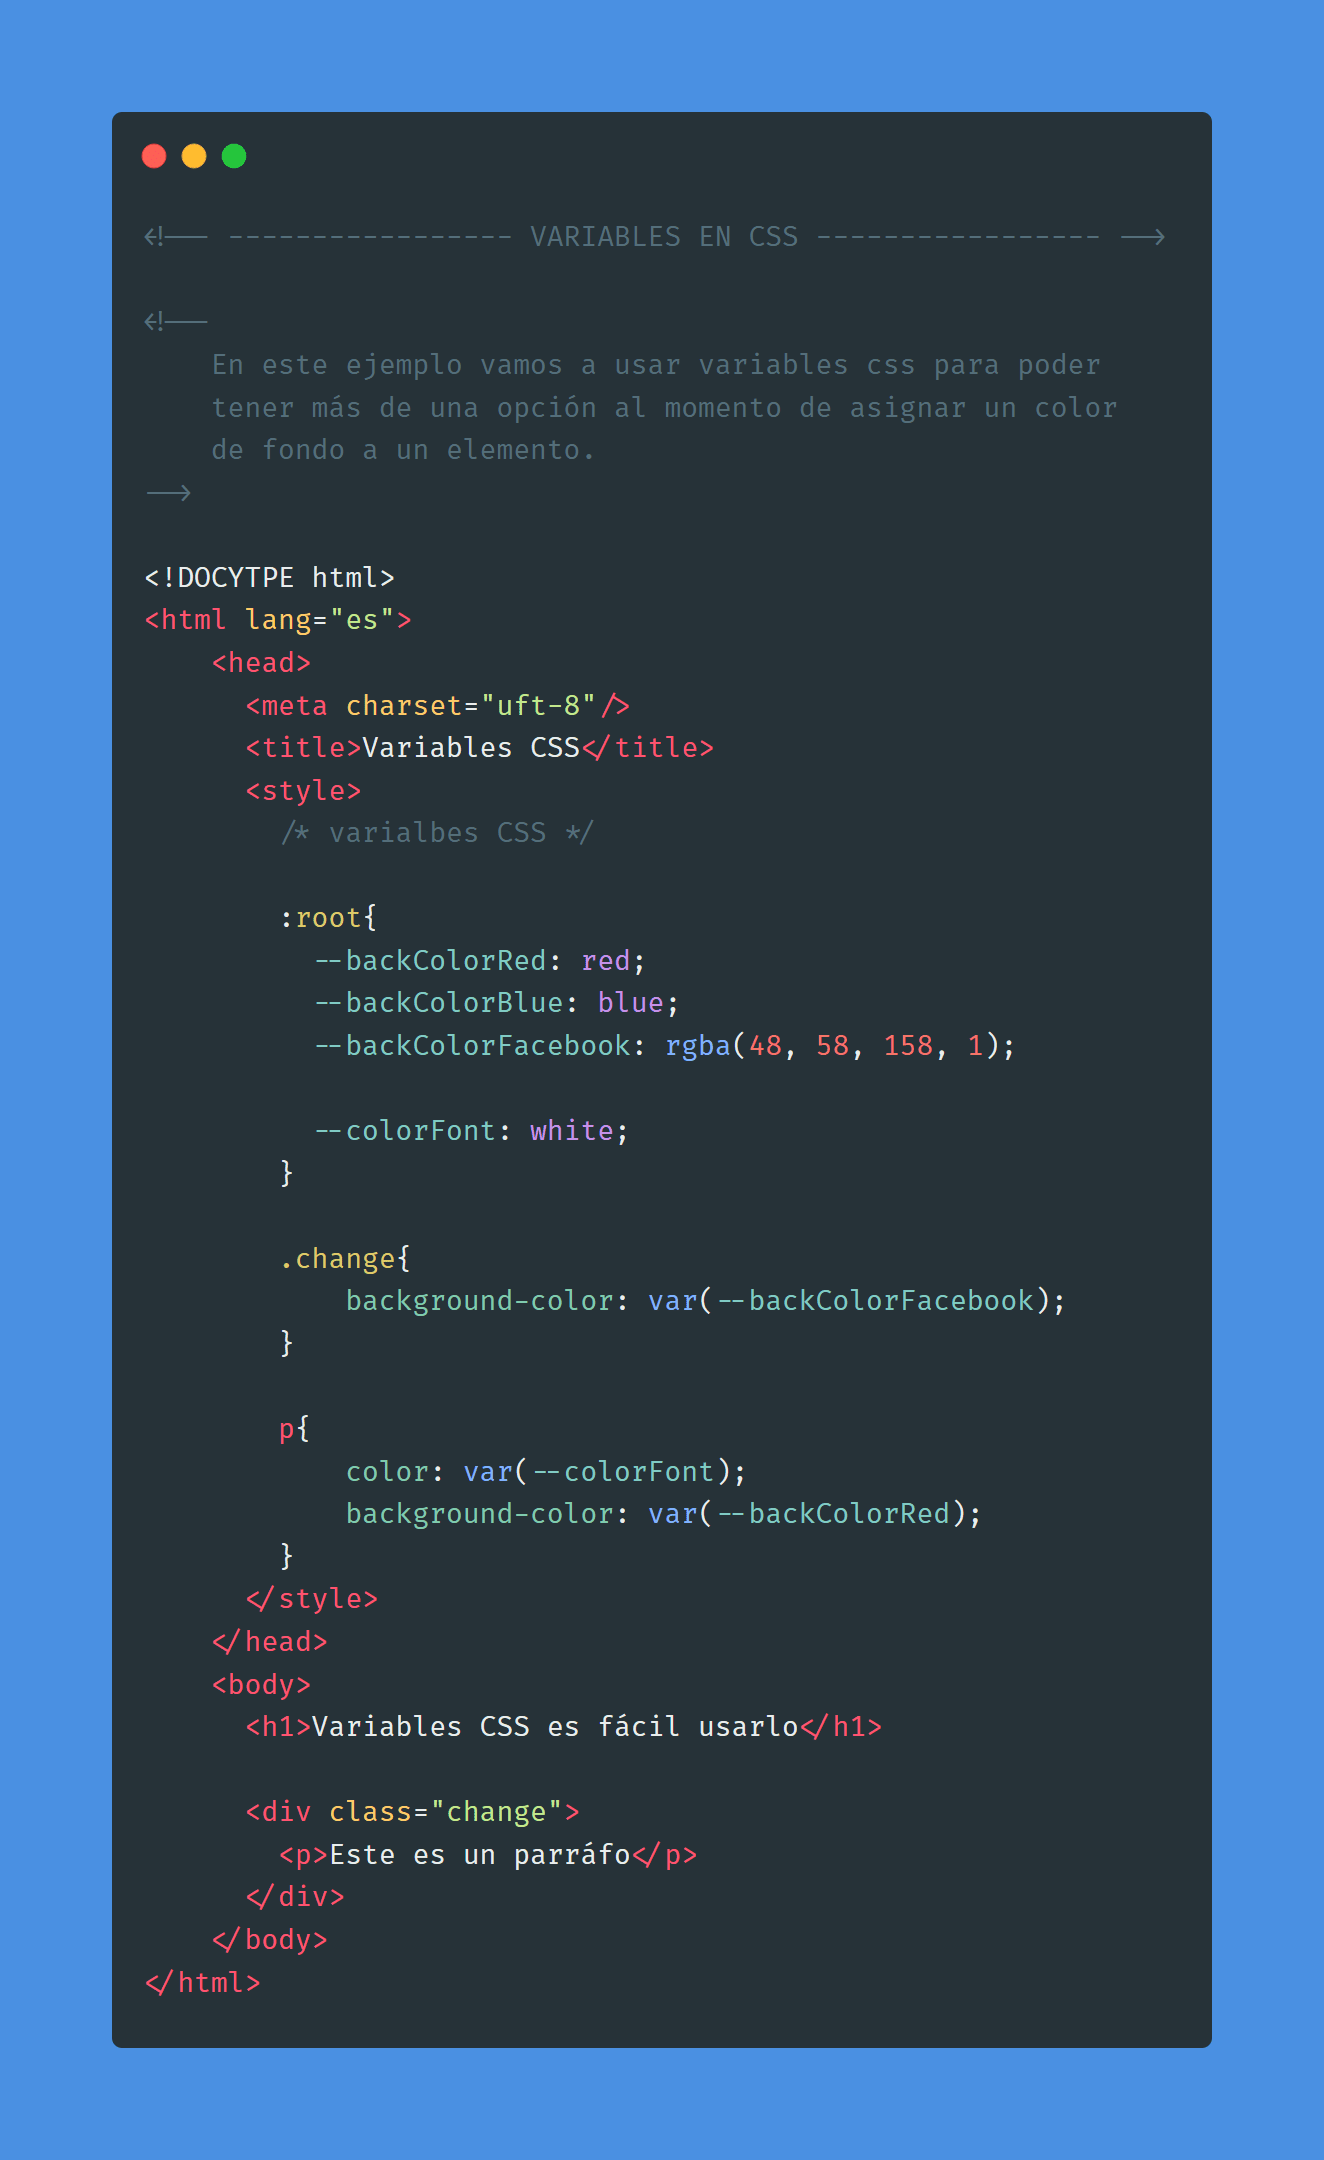 <!-- ----------------- VARIABLES EN CSS ----------------- -->
<!--
En este ejemplo vamos a usar variables css para poder
tener más de una opción al momento de asignar un color
de fondo a un elemento.
-->
<!DOCYTPE html>
<html lang="es">
<head>
<meta charset="uft-8"/>
<title>Variables CSS</title>
<style>
/* varialbes CSS */
:root{
--backColorRed: red;
--backColorBlue: blue;
--backColorFacebook: rgba(48, 58, 158, 1);
--colorFont: white;
}
.change{
background-color: var(--backColorFacebook);
}
p{
color: var(--colorFont);
background-color: var(--backColorRed);
}
</style>
</head>
<body>
<h1>Variables CSS es fácil usarlo</h1>
<div class="change">
<p>Este es un parráfo</p>
</div>
</body>
</html>